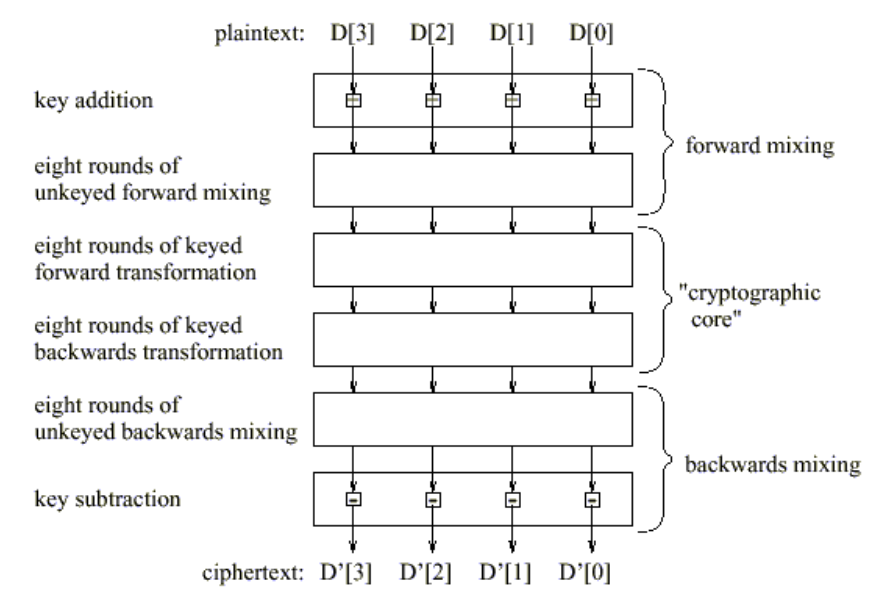 plaintext: D[3] D[2] D[1] D[0]
key addition
forward mixing
eight rounds of
unkeyed forward mixing
eight rounds of keyed
forward transformation
"cryptographic
core"
eight rounds of keyed
backwards transformation
eight rounds of
unkeyed backwards mixing
backwards mixing
key subtraction
ciphertext: D'[3] D'[2] D'[1] D'[0]